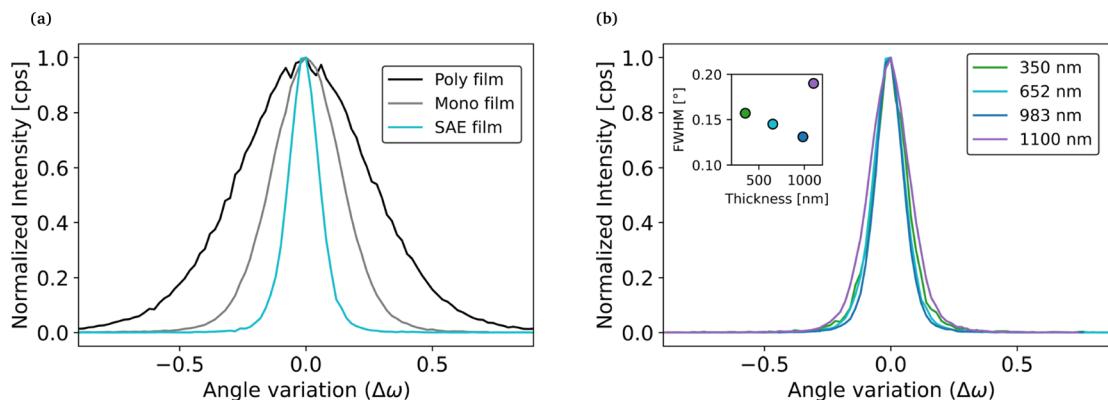 (a)
Normalized Intensity [cps]
1.0
0.8
0.6
0.4
0.2
0.0
−0.5
0.0
0.5
Angle variation (Δω)
Poly film
Mono film
SAE film
(b)
Normalized Intensity [cps]
1.0
0.8
0.6
0.4
0.2
0.0
−0.5
0.0
0.5
Angle variation (Δω)
FWHM [°]
0.20
0.15
0.10
500
1000
Thickness [nm]
350 nm
652 nm
983 nm
1100 nm